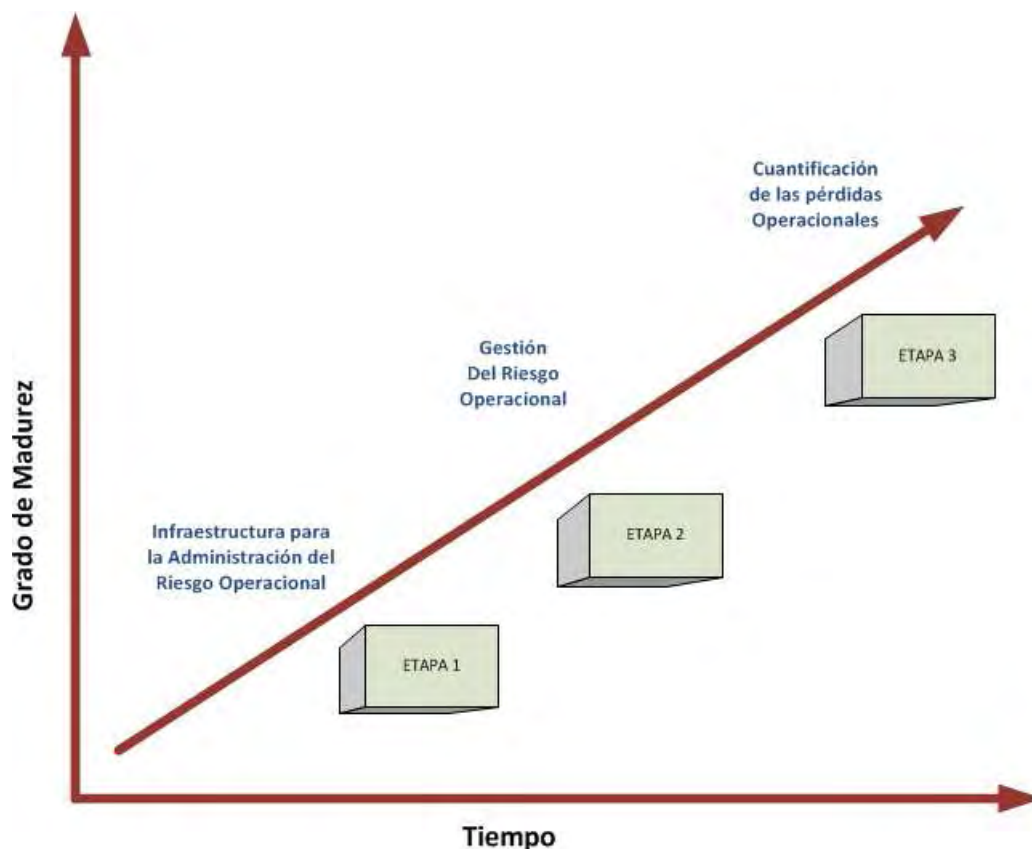 Cuantificación
de las pérdidas
Operacionales
ETAPA 3
Gestión
Del Riesgo
Operacional
ETAPA 2
Infraestructura para
la Administración del
Riesgo Operacional
ETAPA 1
Grado de Madurez
Tiempo